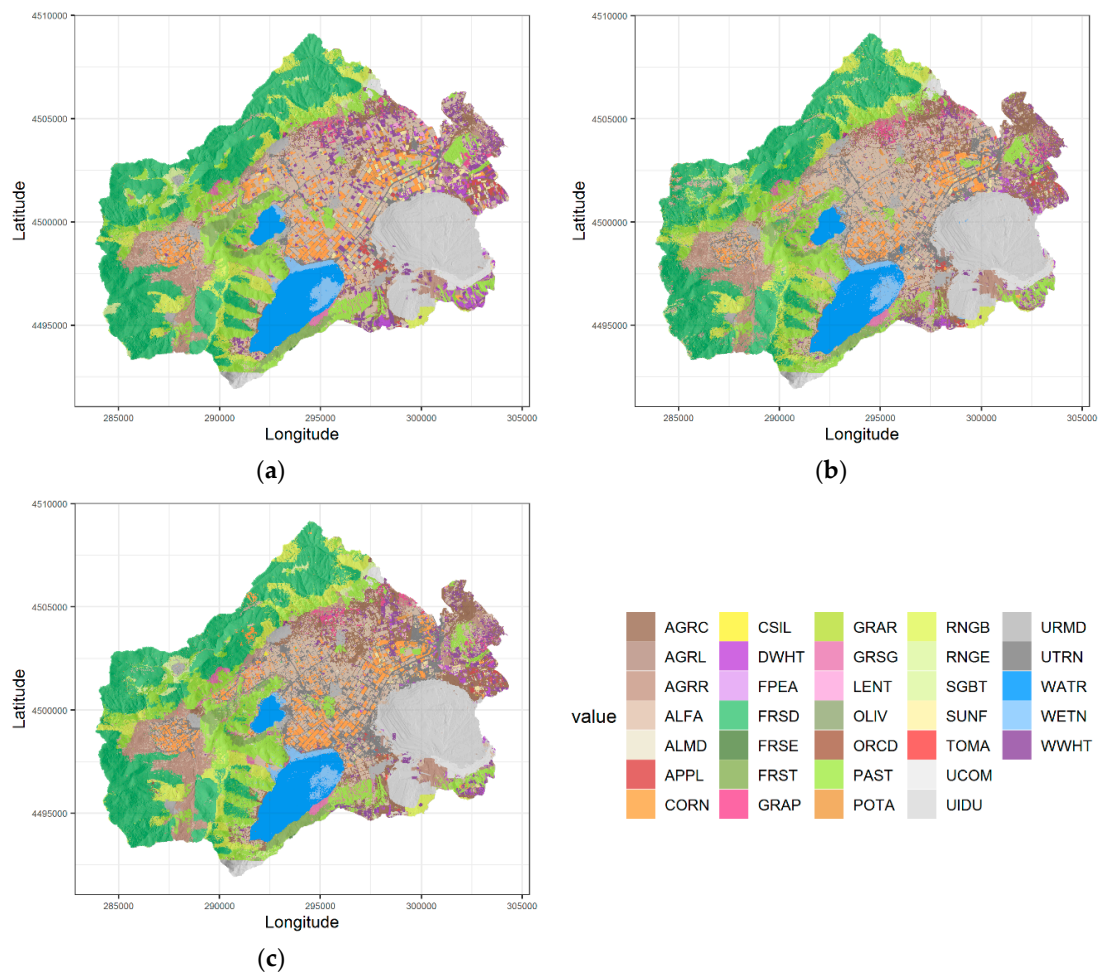 4510000
4505000
4500000
4495000
Latitude
285000 290000 295000 300000 305000
Longitude
(a)
4510000
4505000
4500000
4495000
Latitude
285000 290000 295000 300000 305000
Longitude
(b)
4510000
4505000
4500000
4495000
Latitude
285000 290000 295000 300000 305000
Longitude
(c)
value
AGRC CSIL GRAR RNGB URMD
AGRL DWHT GRSG RNGE UTRN
AGRR FPEA LENT SGBT WATR
ALFA FRSD OLIV SUNF WETN
ALMD FRSE ORCD TOMA WWHT
APPL FRST PAST UCOM
CORN GRAP POTA UIDU